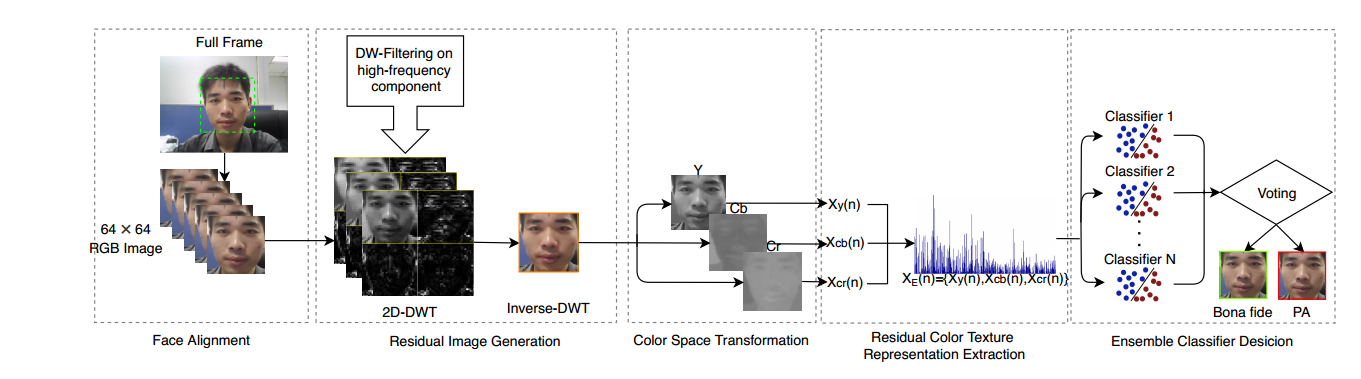 Full Frame
64 × 64
RGB Image
Face Alignment
DW-Filtering on
high-frequency
component
2D-DWT
Inverse-DWT
Residual Image Generation
Y
Cb
Cr
Color Space Transformation
Xy(n)
Xcb(n)
Xcr(n)
X_E(n)={Xy(n),Xcb(n),Xcr(n)}
Residual Color Texture
Representation Extraction
Classifier 1
Classifier 2
Classifier N
Voting
Bona fide
PA
Ensemble Classifier Desicion